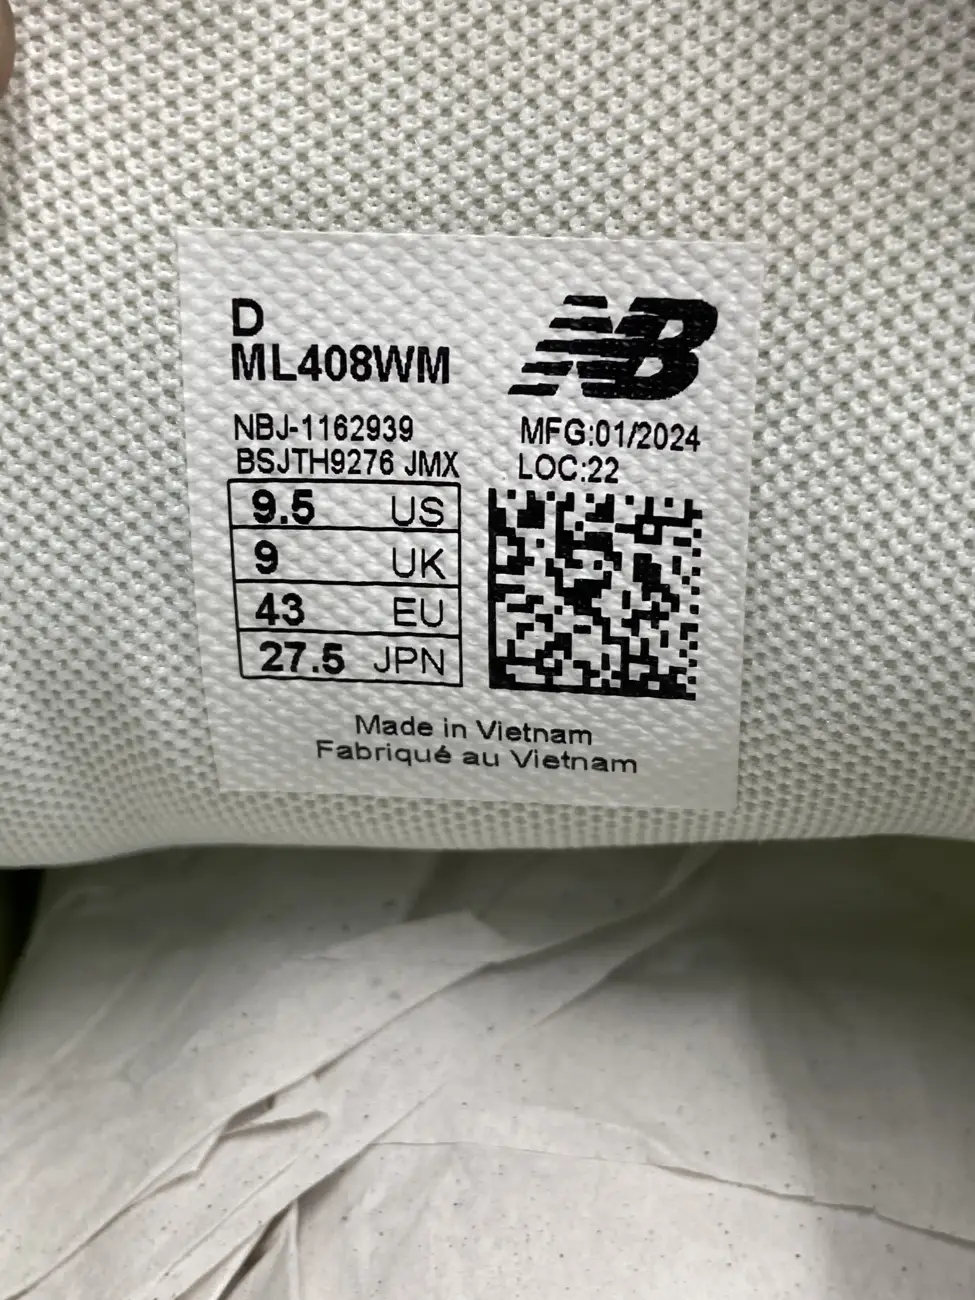 D
ML408WM
NB
NBJ-1162939
BSJTH9276 JMX
MFG:01/2024
LOC:22
9.5 US
9 UK
43 EU
27.5 JPN
Made in Vietnam
Fabriqué au Vietnam